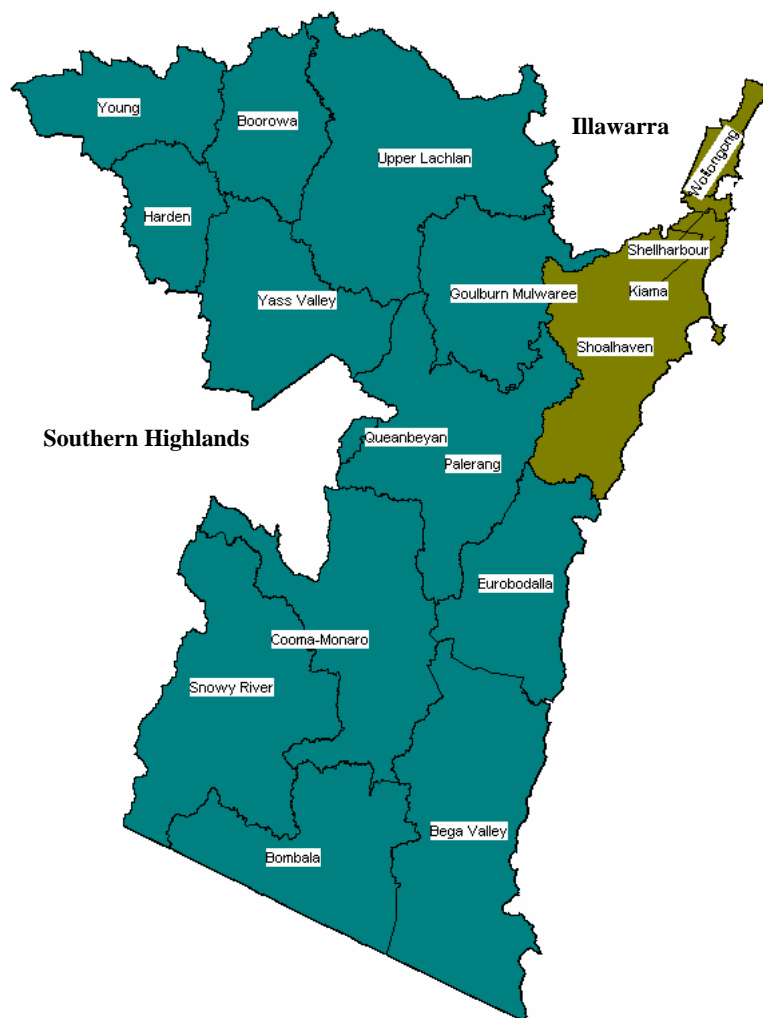 Young
Boorowa
Illawarra
Wollongong
Upper Lachlan
Harden
Shellharbour
Goulburn Mulwaree
Kiama
Yass Valley
Shoalhaven
Southern Highlands
Queanbeyan
Palerang
Eurobodalla
Cooma-Monaro
Snowy River
Bega Valley
Bombala